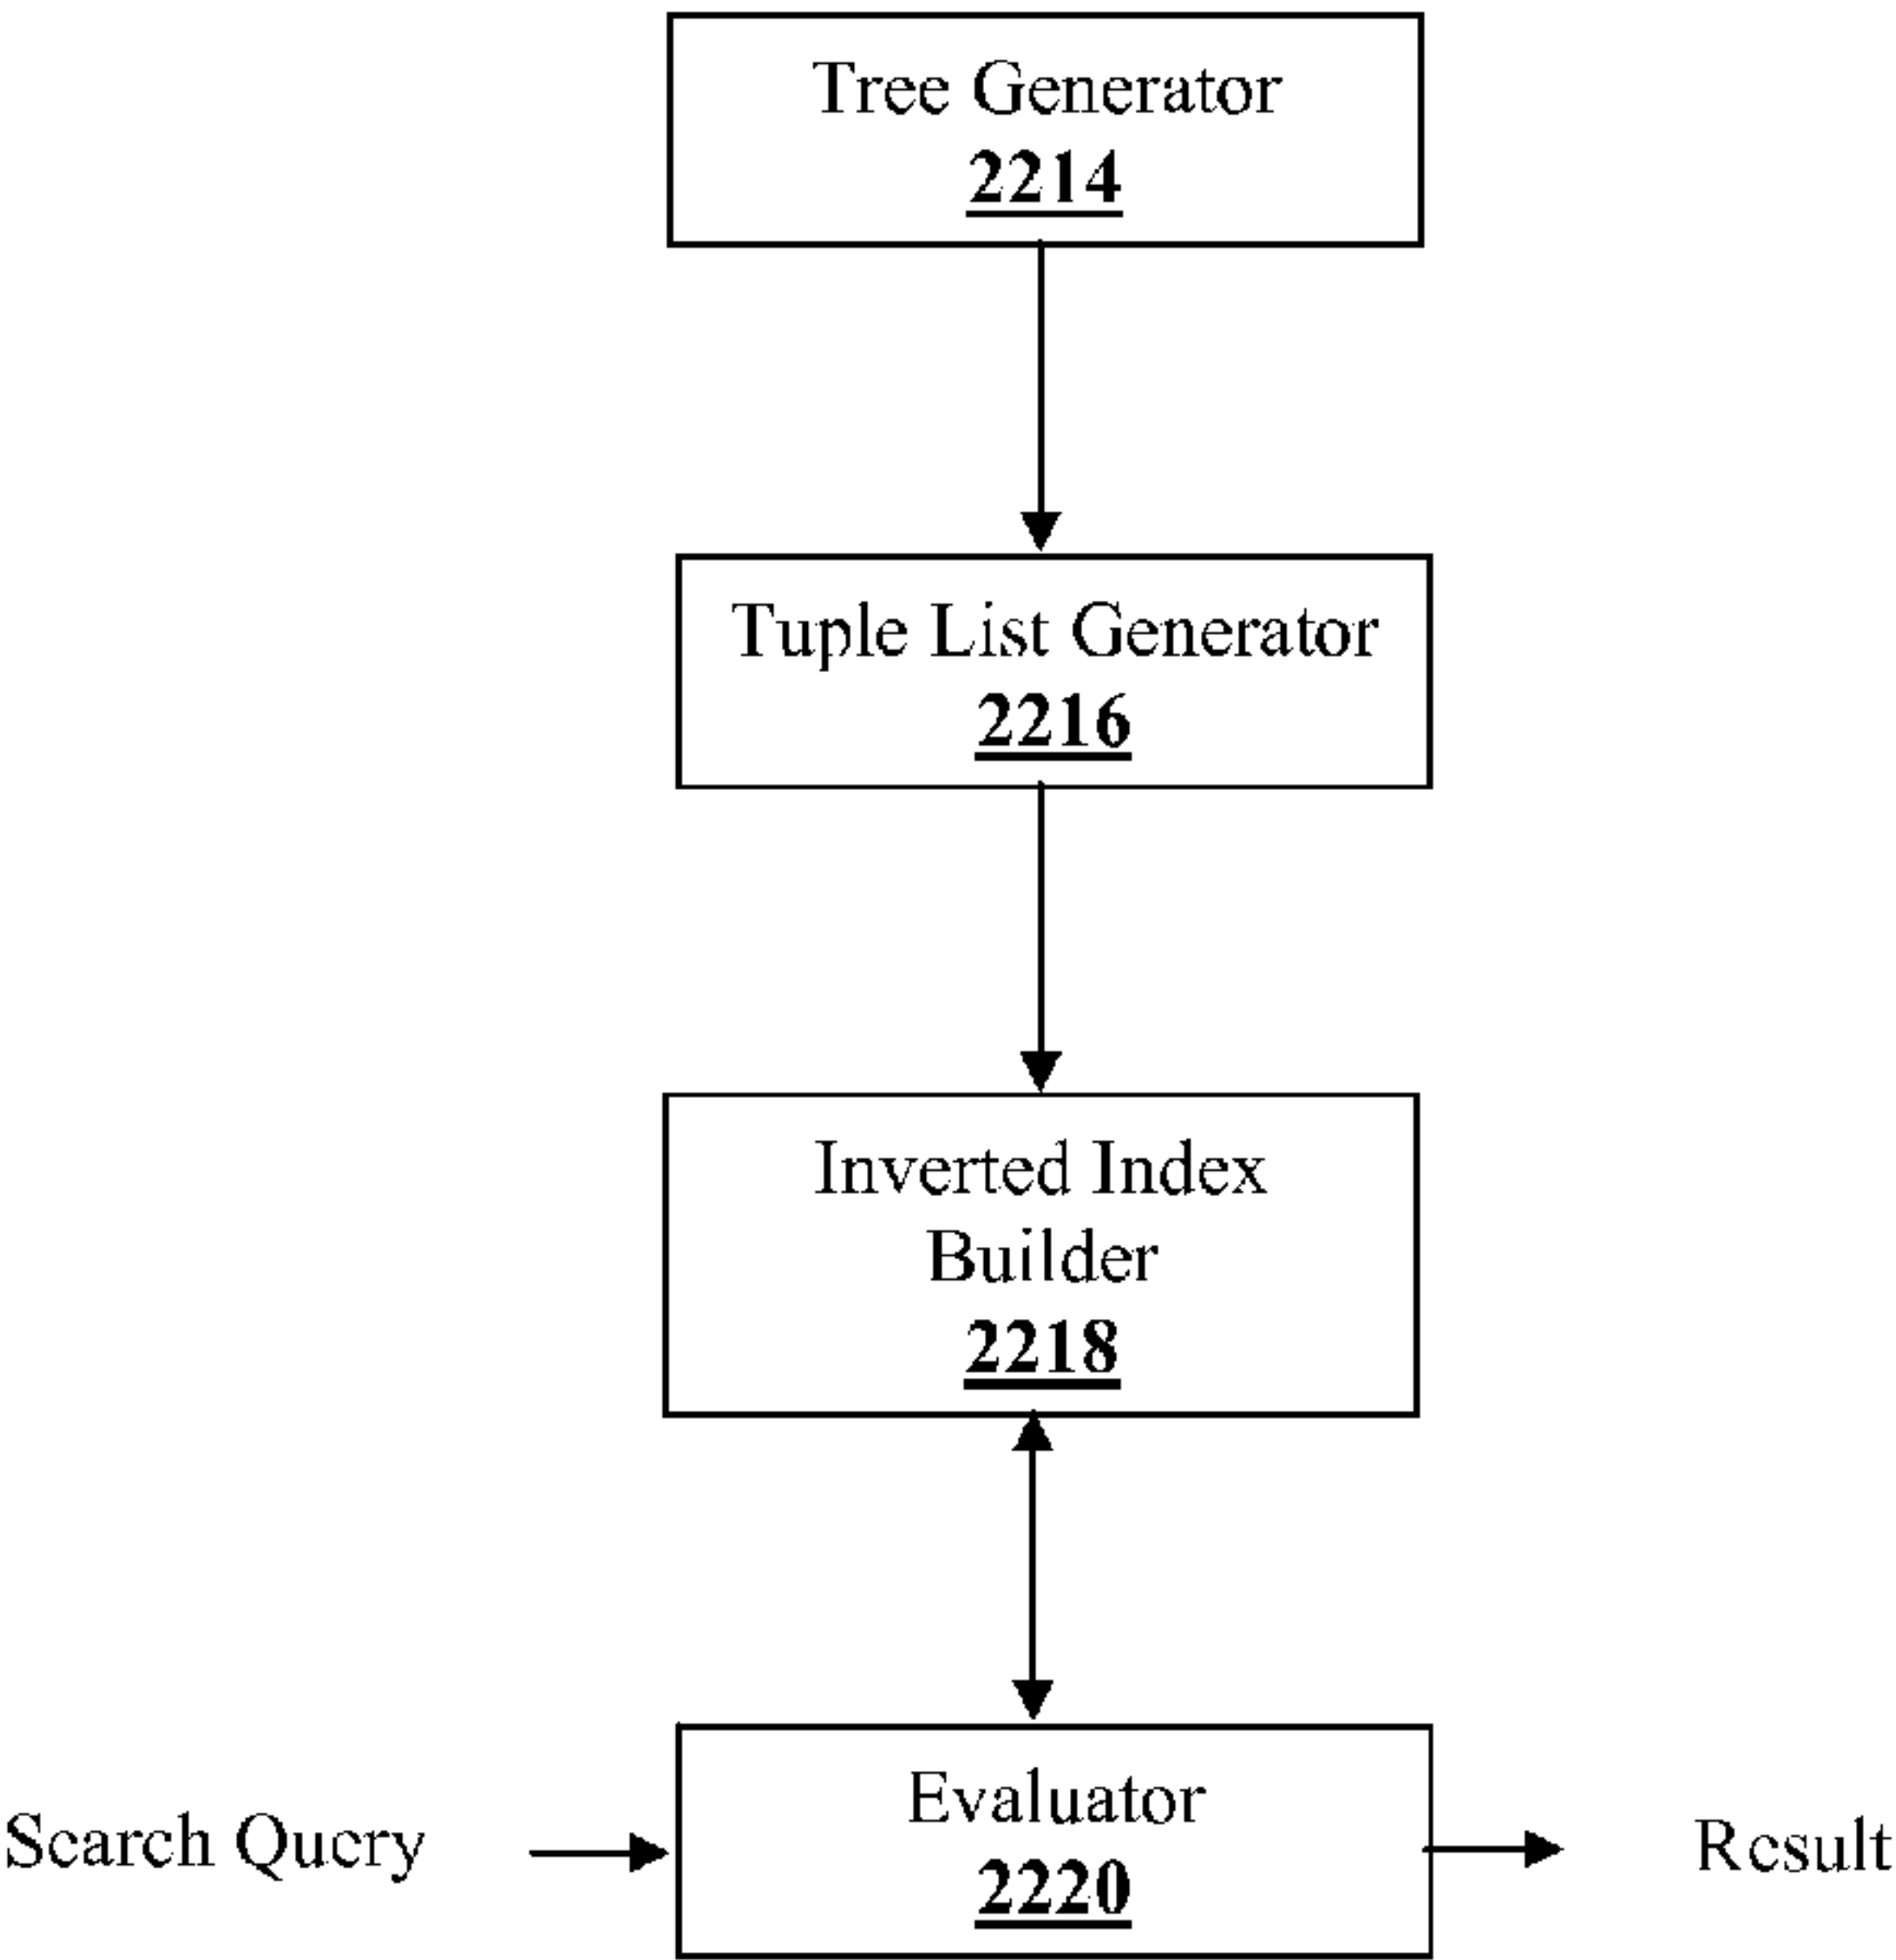 Tree Generator
2214
Tuple List Generator
2216
Inverted Index
Builder
2218
Search Query
Evaluator
2220
Result